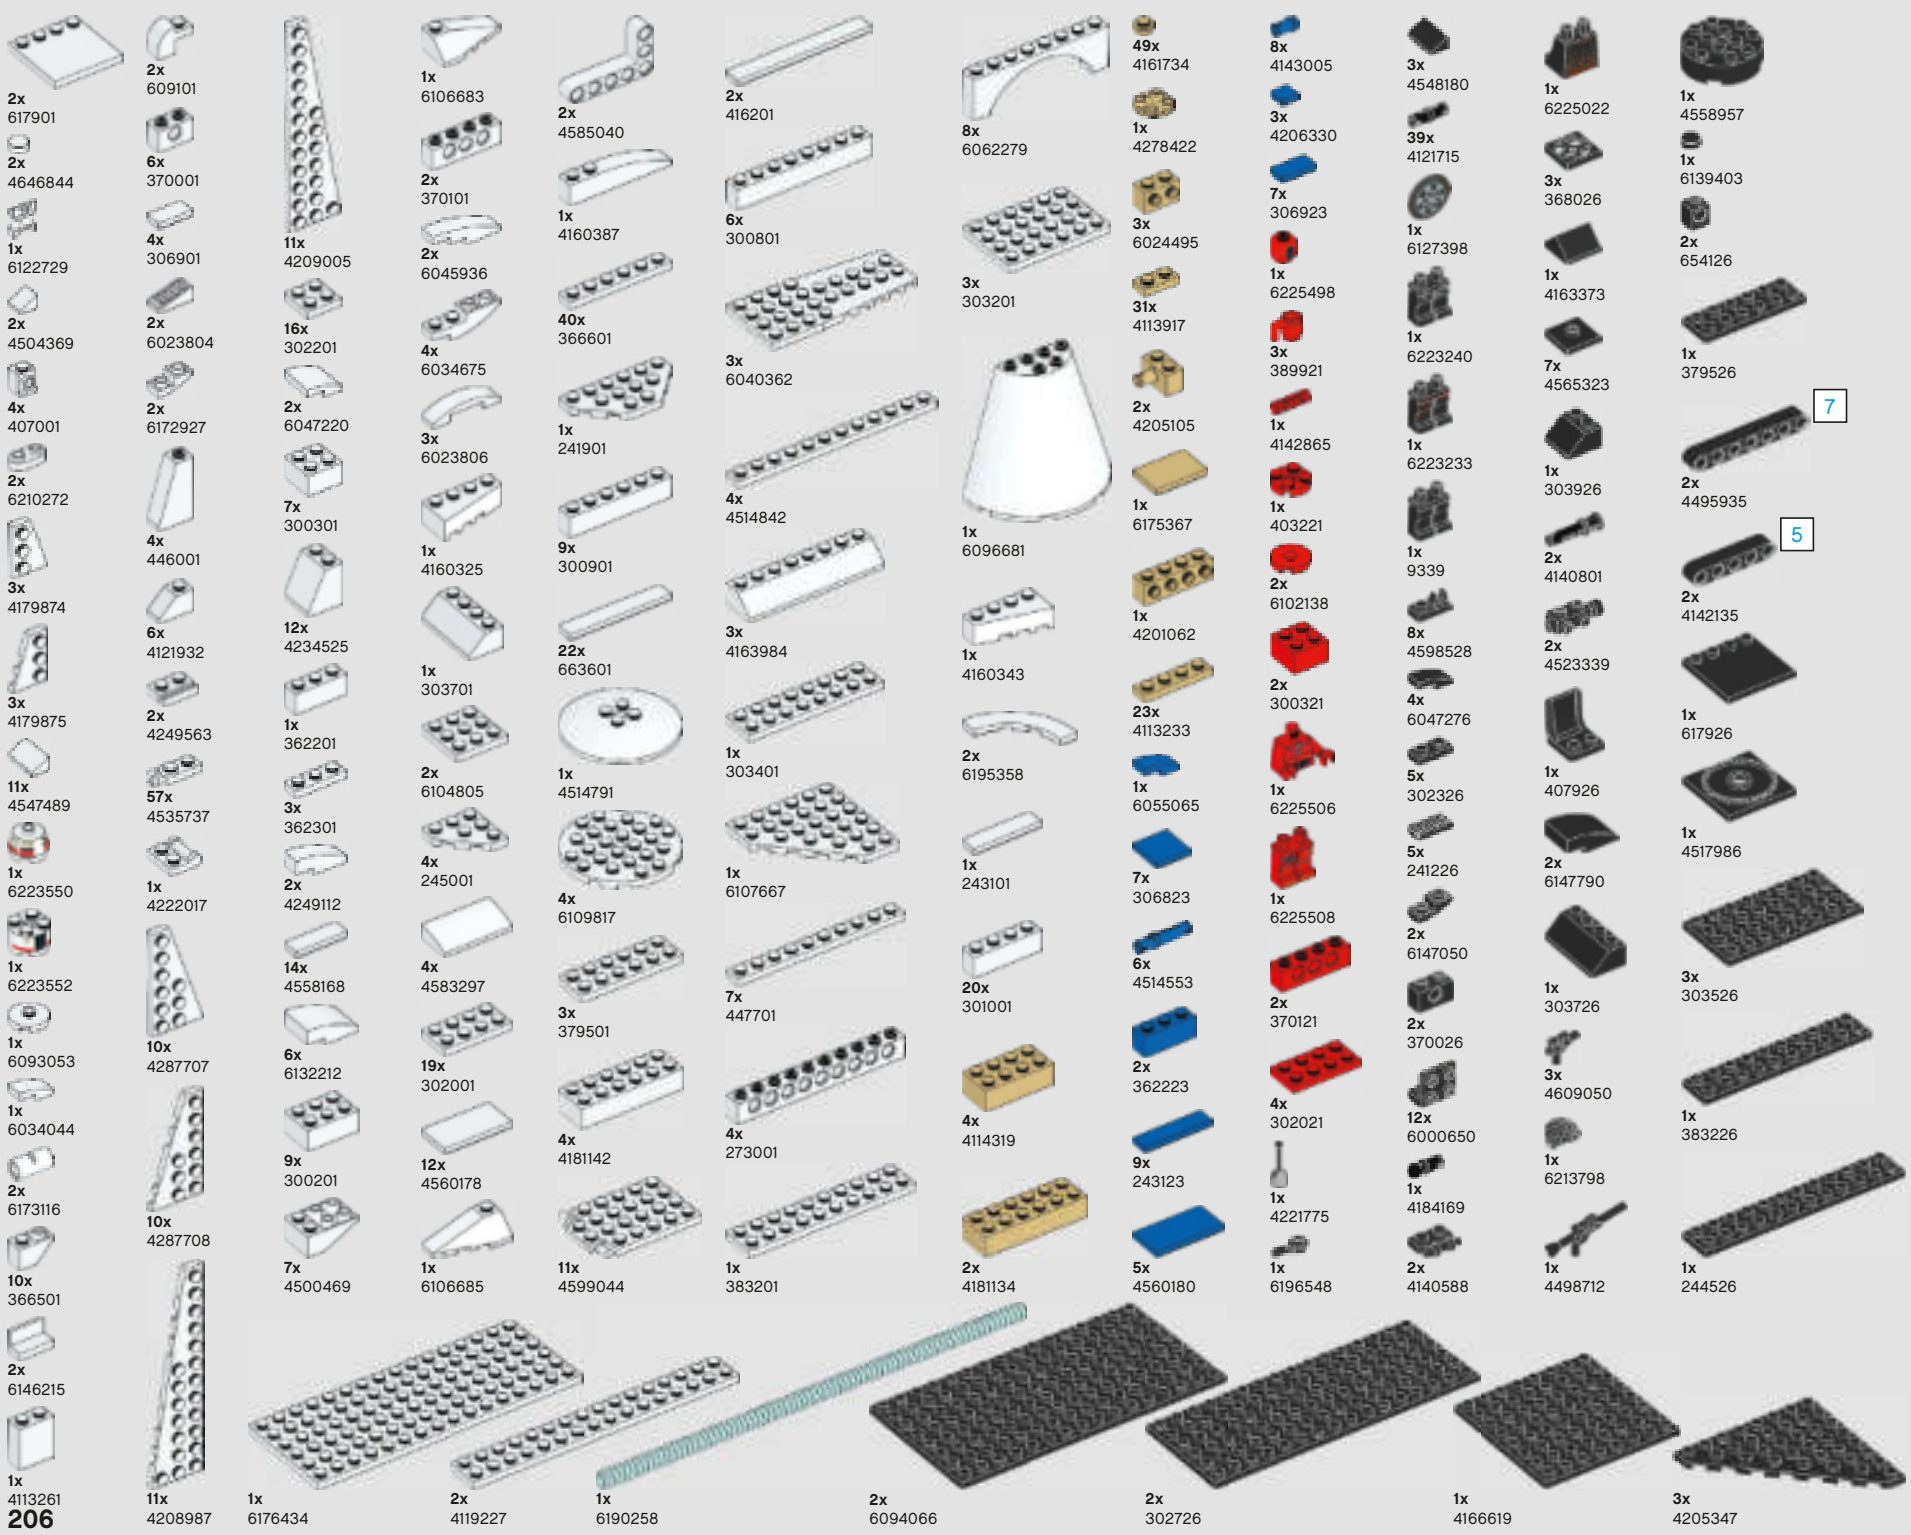 2x
617901
2x
4646844
1x
6122729
2x
4504369
4x
407001
2x
6210272
3x
4179874
3x
4179875
11x
4547489
1x
6223550
1x
6223552
1x
6093053
1x
6034044
2x
6173116
10x
366501
2x
6146215
1x
4113261
206
2x
609101
6x
370001
4x
306901
2x
6023804
2x
6172927
4x
446001
6x
4121932
2x
4249563
57x
4535737
1x
4222017
10x
4287707
10x
4287708
11x
4208987
11x
4209005
16x
302201
2x
6047220
7x
300301
12x
4234525
1x
362201
3x
362301
2x
4249112
14x
4558168
6x
6132212
9x
300201
7x
4500469
1x
6176434
1x
6106683
2x
370101
2x
6045936
4x
6034675
3x
6023806
1x
4160325
1x
303701
2x
6104805
4x
245001
4x
4583297
19x
302001
12x
4560178
1x
6106685
2x
4119227
2x
4585040
1x
4160387
40x
366601
1x
241901
9x
300901
22x
663601
1x
4514791
4x
6109817
3x
379501
4x
4181142
11x
4599044
1x
6190258
2x
416201
6x
300801
3x
6040362
4x
4514842
3x
4163984
1x
303401
1x
6107667
7x
447701
4x
273001
1x
383201
8x
6062279
3x
303201
1x
6096681
1x
4160343
2x
6195358
1x
243101
20x
301001
4x
4114319
2x
4181134
2x
6094066
49x
4161734
1x
4278422
3x
6024495
31x
4113917
2x
4205105
1x
6175367
1x
4201062
23x
4113233
1x
6055065
7x
306823
6x
4514553
2x
362223
9x
243123
5x
4560180
2x
302726
8x
4143005
3x
4206330
7x
306923
1x
6225498
3x
389921
1x
4142865
1x
403221
2x
6102138
2x
300321
1x
6225506
1x
6225508
2x
370121
4x
302021
1x
4221775
1x
6196548
3x
4548180
39x
4121715
1x
6127398
1x
6223240
1x
6223233
1x
9339
8x
4598528
4x
6047276
5x
302326
5x
241226
2x
6147050
2x
370026
12x
6000650
1x
4184169
2x
4140588
1x
4166619
1x
6225022
3x
368026
1x
4163373
7x
4565323
1x
303926
2x
4140801
2x
4523339
1x
407926
2x
6147790
1x
303726
3x
4609050
1x
6213798
1x
4498712
1x
4558957
1x
6139403
2x
654126
1x
379526
7
2x
4495935
5
2x
4142135
1x
617926
1x
4517986
3x
303526
1x
383226
1x
244526
3x
4205347